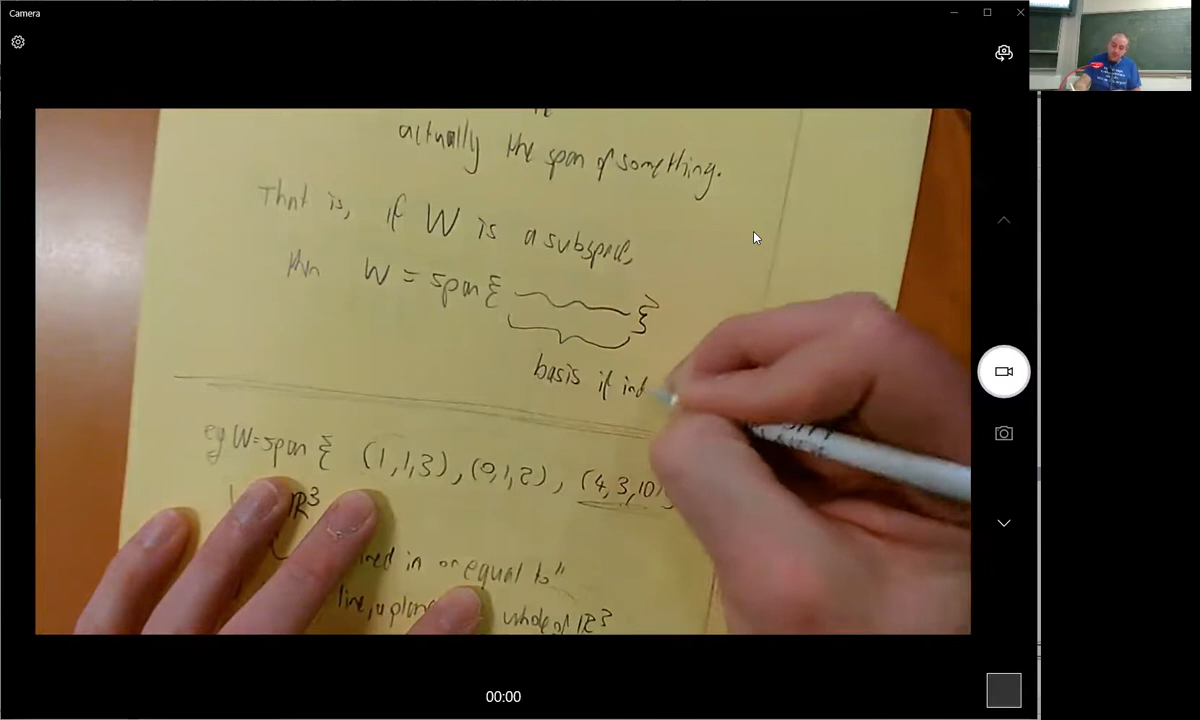 Camera
actually the span of something.
That is, if W is a subspace,
then W = span {        }
basis if ind
eg W = span { (1,1,3), (0,1,2), (4,3,10)
ℝ³
in or equal to"
line, a plane whole of ℝ³
00:00